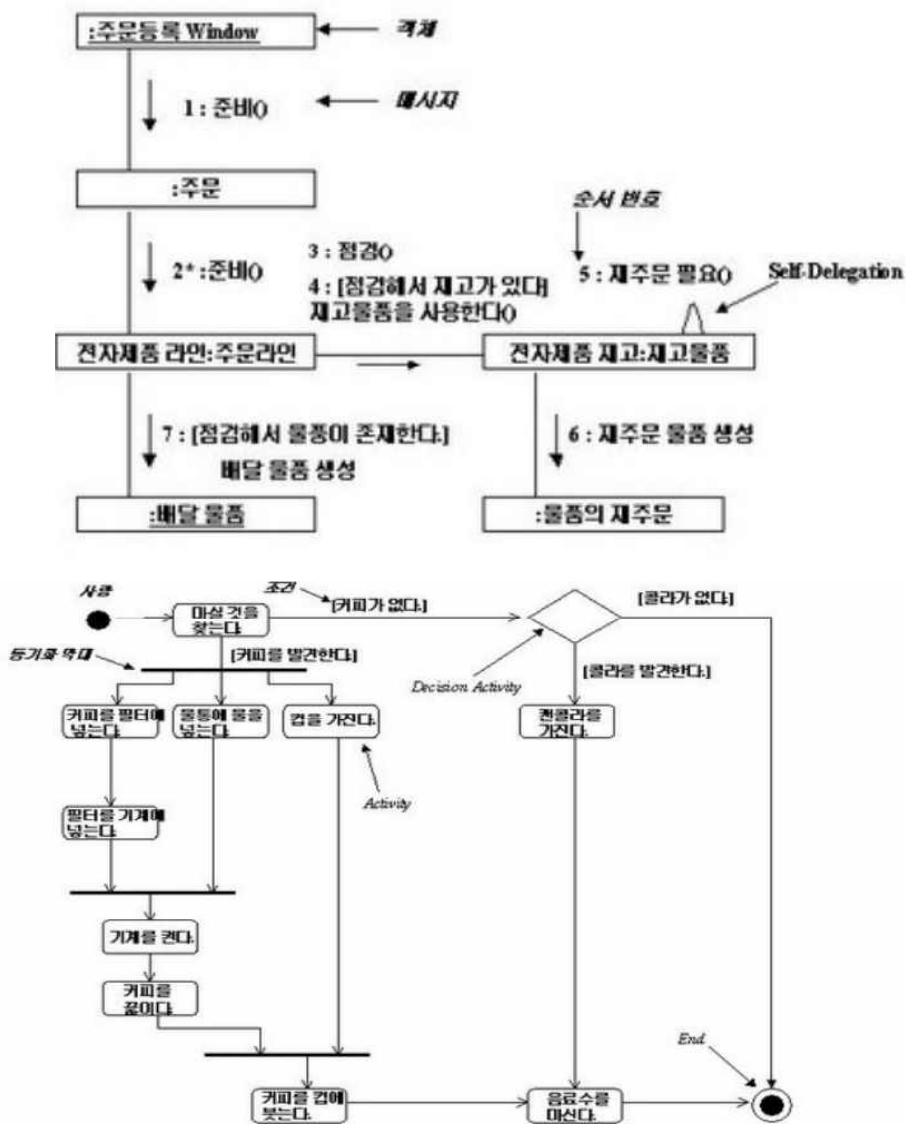 :주문등록 Window
객체
1 : 준비()
메시지
:주문
순서 번호
2* : 준비()
3 : 점검()
4 : [점검해서 재고가 있다]
재고물품을 사용한다()
5 : 재주문 필요()
Self-Delegation
전자제품 라인:주문라인
전자제품 재고:재고물품
7 : [점검해서 물풍이 존재한다.]
배달 물품 생성
6 : 재주문 물품 생성
:배달 물품
:물품의 재주문
사람
조건
마실 것을
찾는다.
[커피가 없다.]
[콜라가 없다.]
동기화 막대
[커피를 발견한다.]
Decision Activity
[콜라를 발견한다.]
커피를 필터에
넣는다.
물통에 물을
넣는다.
컵을 가진다.
캔콜라를
가진다.
Activity
필터를 기계에
넣는다.
기계를 켠다.
커피를
끓이다.
End
커피를 컵에
붓는다.
음료수를
마신다.